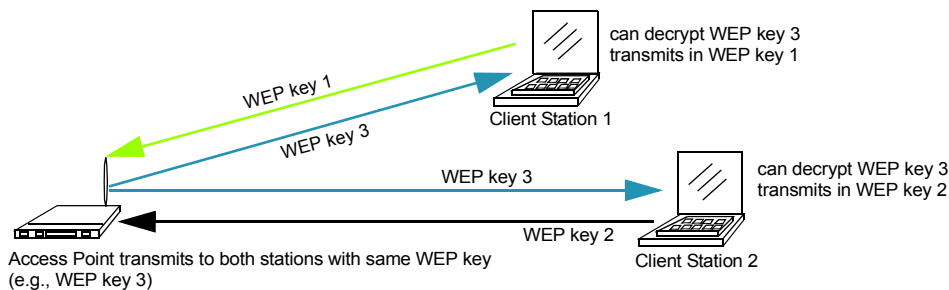 can decrypt WEP key 3
transmits in WEP key 1
WEP key 1
WEP key 3
Client Station 1
WEP key 3
can decrypt WEP key 3
transmits in WEP key 2
WEP key 2
Client Station 2
Access Point transmits to both stations with same WEP key
(e.g., WEP key 3)